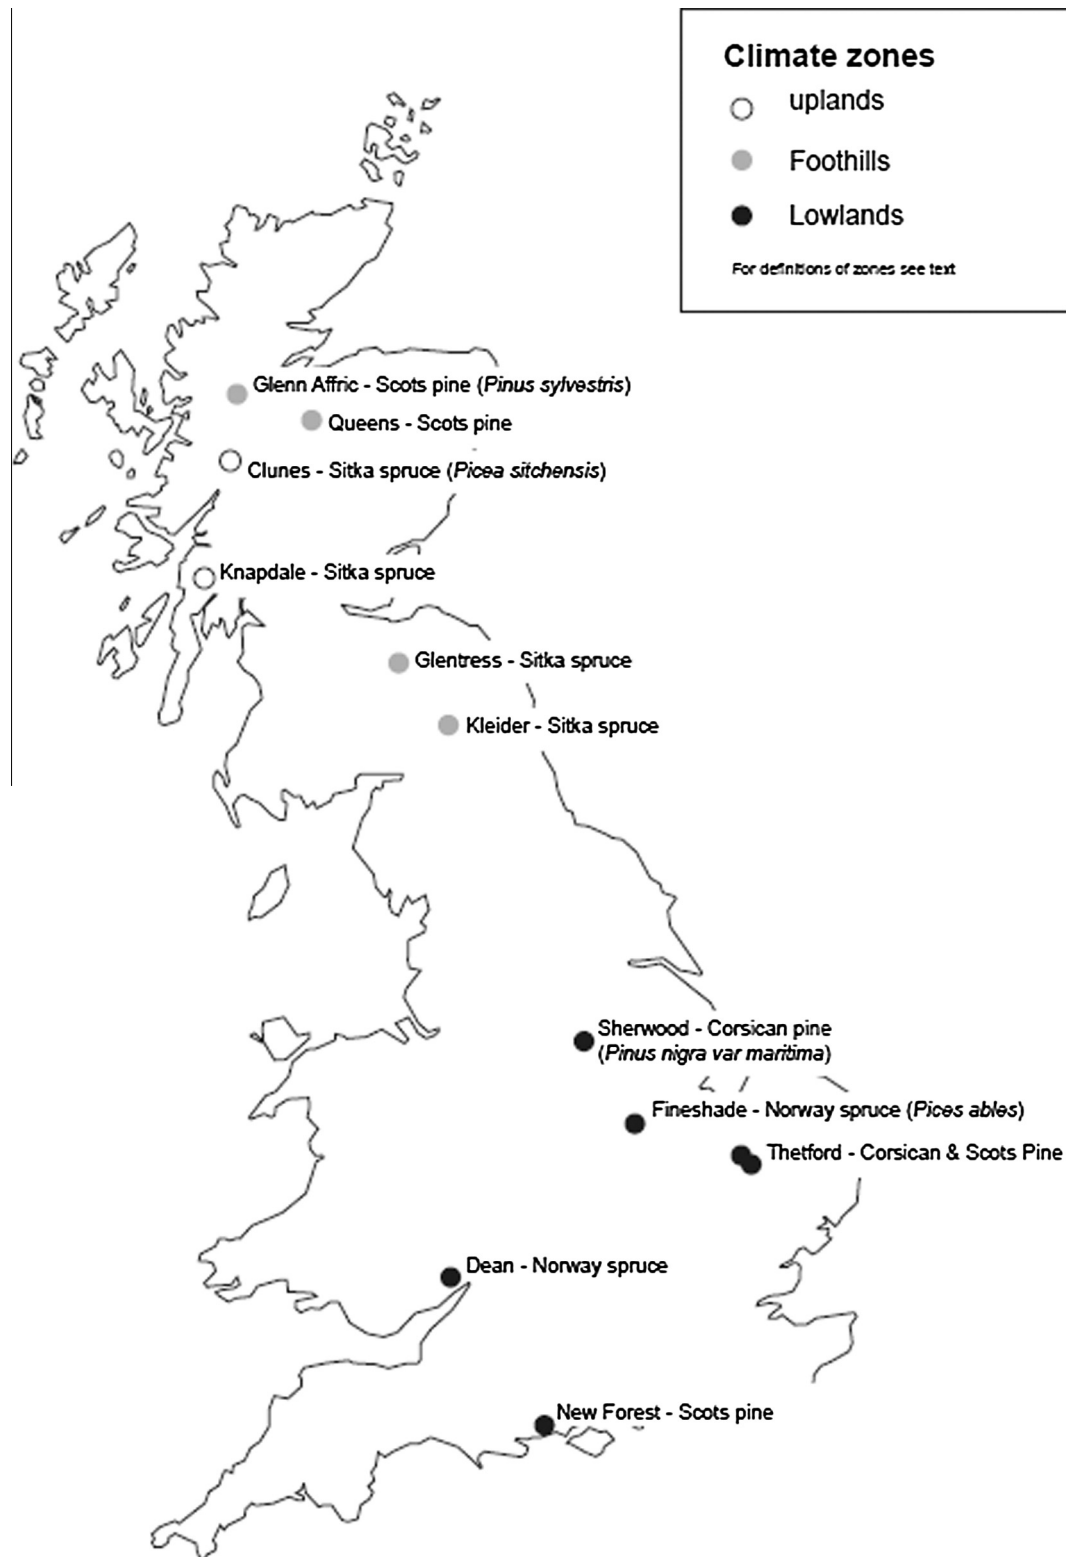 Climate zones
uplands
Foothills
Lowlands
For definitions of zones see text
Glenn Affric - Scots pine (Pinus sylvestris)
Queens - Scots pine
Clunes - Sitka spruce (Picea sitchensis)
Knapdale - Sitka spruce
Glentress - Sitka spruce
Kleider - Sitka spruce
Sherwood - Corsican pine
(Pinus nigra var maritima)
Fineshade - Norway spruce (Pices ables)
Thetford - Corsican & Scots Pine
Dean - Norway spruce
New Forest - Scots pine